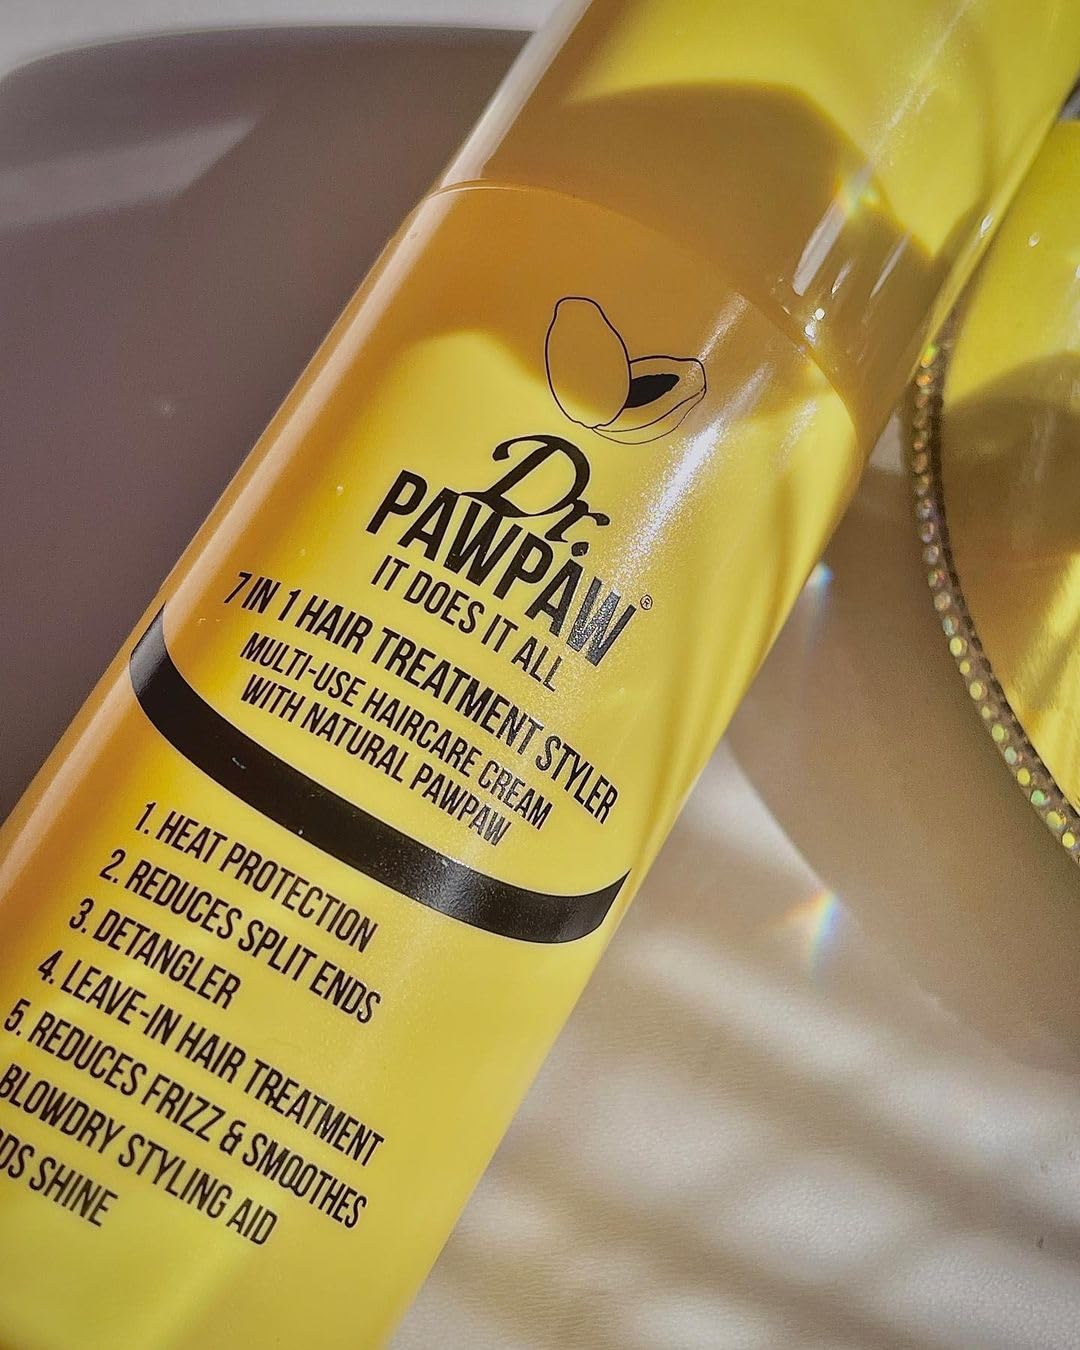 Dr.
PAWPAW®
IT DOES IT ALL
7 IN 1 HAIR TREATMENT STYLER
MULTI-USE HAIRCARE CREAM
WITH NATURAL PAWPAW
1. HEAT PROTECTION
2. REDUCES SPLIT ENDS
3. DETANGLER
4. LEAVE-IN HAIR TREATMENT
5. REDUCES FRIZZ & SMOOTHES
BLOWDRY STYLING AID
SHINE